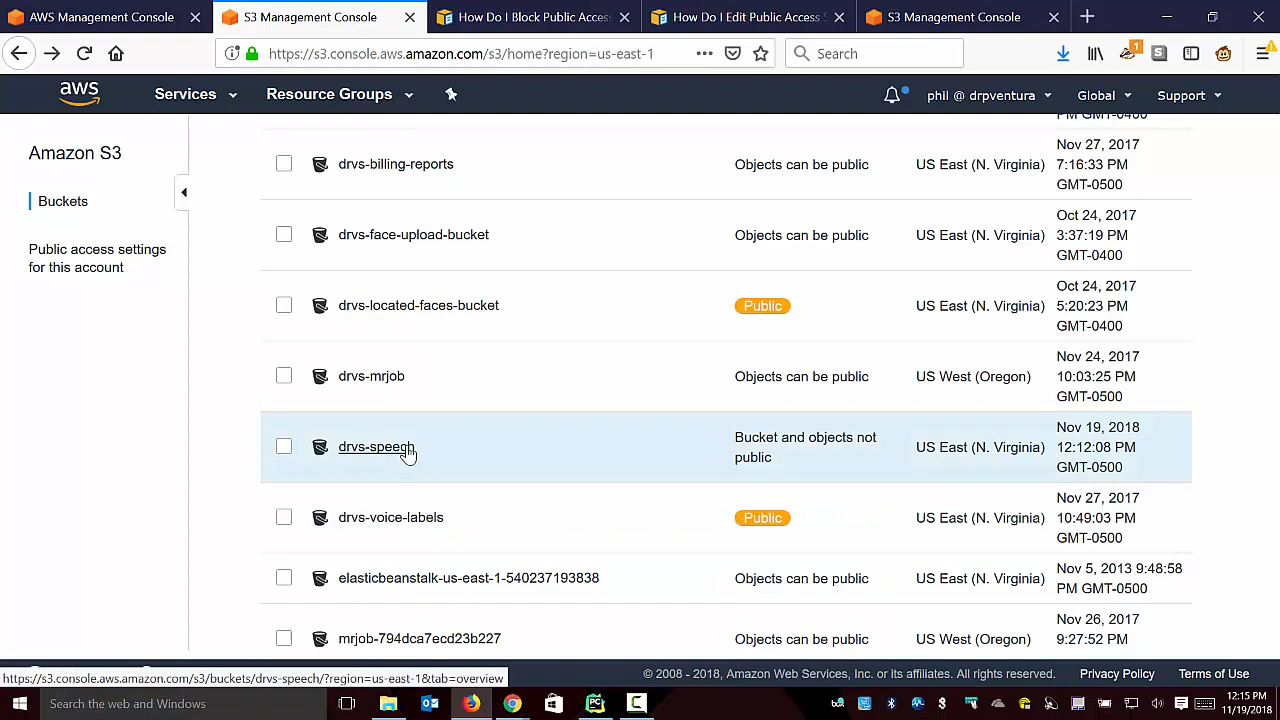 AWS Management Console
S3 Management Console
How Do I Block Public Acces
How Do I Edit Public Access S
S3 Management Console
https://s3.console.aws.amazon.com/s3/home?region=us-east-1
Search
1
aws
Services
Resource Groups
phil @ drpventura
Global
Support
PM GMT-0400
Amazon S3
Buckets
Public access settings
for this account
drvs-billing-reports
Objects can be public
US East (N. Virginia)
Nov 27, 2017
7:16:33 PM
GMT-0500
drvs-face-upload-bucket
Objects can be public
US East (N. Virginia)
Oct 24, 2017
3:37:19 PM
GMT-0400
drvs-located-faces-bucket
Public
US East (N. Virginia)
Oct 24, 2017
5:20:23 PM
GMT-0400
drvs-mrjob
Objects can be public
US West (Oregon)
Nov 24, 2017
10:03:25 PM
GMT-0500
drvs-speech
Bucket and objects not
public
US East (N. Virginia)
Nov 19, 2018
12:12:08 PM
GMT-0500
drvs-voice-labels
Public
US East (N. Virginia)
Nov 27, 2017
10:49:03 PM
GMT-0500
elasticbeanstalk-us-east-1-540237193838
Objects can be public
US East (N. Virginia)
Nov 5, 2013 9:48:58
PM GMT-0500
mrjob-794dca7ecd23b227
Objects can be public
US West (Oregon)
Nov 26, 2017
9:27:52 PM
https://s3.console.aws.amazon.com/s3/buckets/drvs-speech/?region=us-east-1&tab=overview
© 2008 - 2018, Amazon Web Services, Inc. or its affiliates. All rights reserved.
Privacy Policy
Terms of Use
Search the web and Windows
12:15 PM
11/19/2018